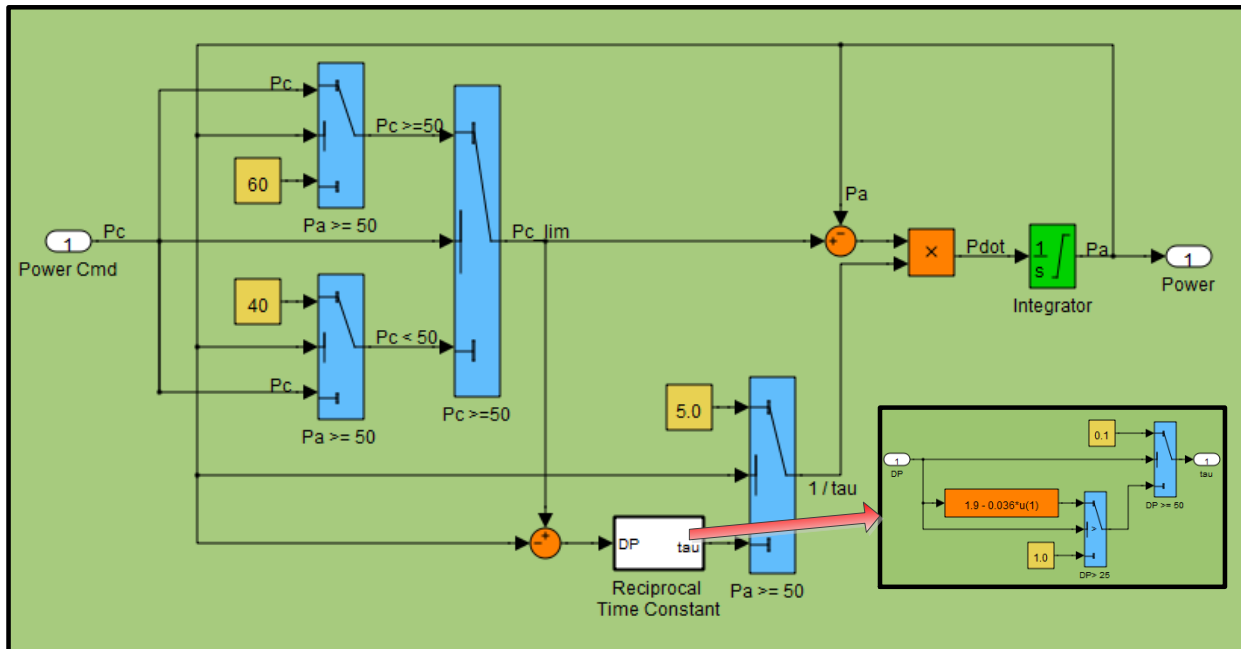 Pc
Pc >=50
60
Pa >= 50
1
Pc
Power Cmd
Pc_lim
Pa
×
Pdot
1
s
Pa
Integrator
1
Power
40
Pc < 50
Pc
Pa >= 50
Pc >=50
5.0
1 / tau
DP
tau
Reciprocal
Time Constant
Pa >= 50
0.1
1
DP
1
tau
1.9 - 0.036*u(1)
DP >= 50
>
1.0
DP> 25